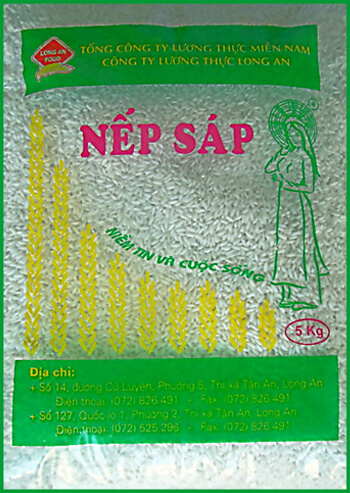 LONG AN
FOOD
TỔNG CÔNG TY LƯƠNG THỰC MIỀN NAM
CÔNG TY LƯƠNG THỰC LONG AN
NẾP SÁP
NIỀM TIN VÀ CUỘC SỐNG
5 Kg
Địa chỉ:
+ Số 14, đường Cử Luyện, Phường 5, Thị xã Tân An, Long An
Điện thoại: (072) 826 491 - Fax: (072) 826 491
+ Số 127, Quốc lộ 1, Phường 2, Thị xã Tân An, Long An
Điện thoại: (072) 525 296 - Fax: (072) 826 491